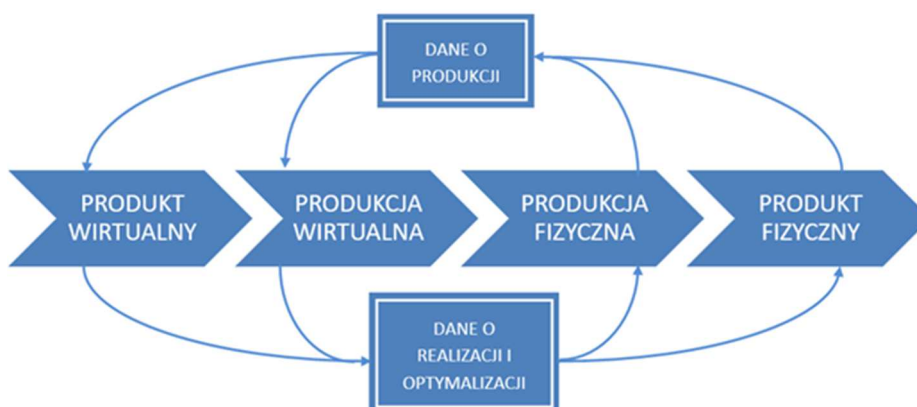 DANE O
PRODUKCJI
PRODUKT
WIRTUALNY
PRODUKCJA
WIRTUALNA
PRODUKCJA
FIZYCZNA
PRODUKT
FIZYCZNY
DANE O
REALIZACJI I
OPTYMALIZACJI